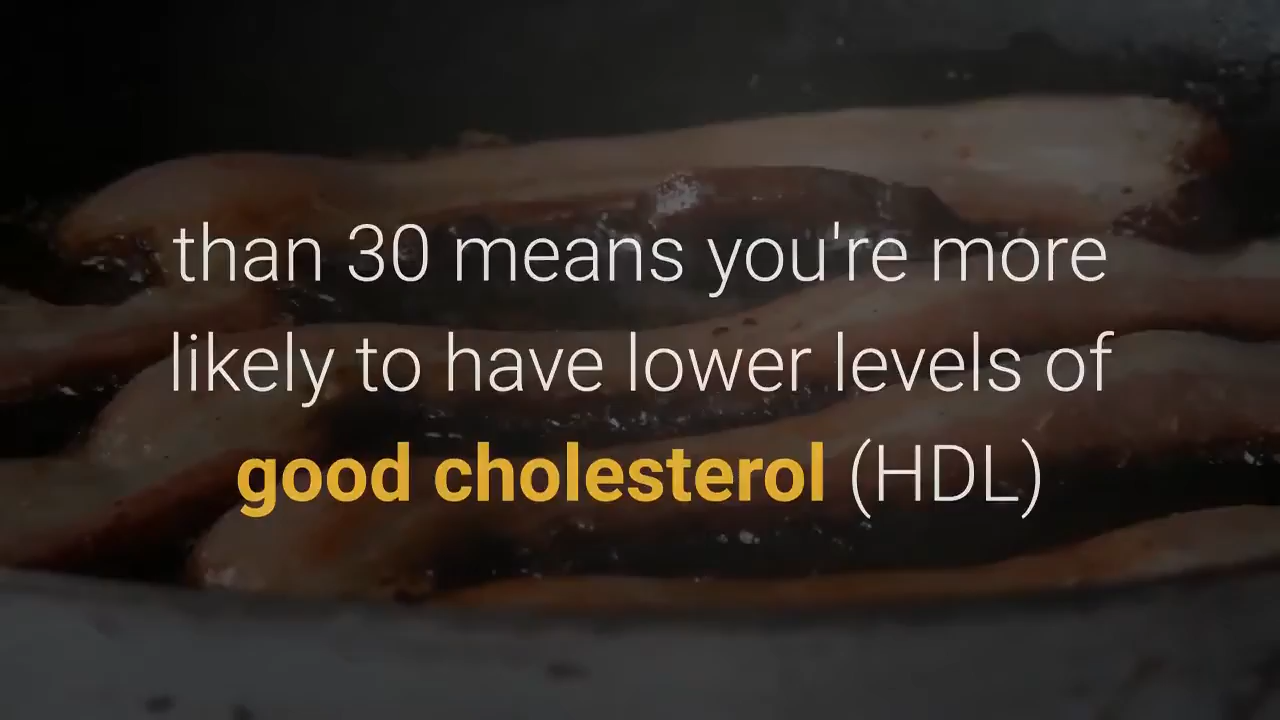 than 30 means you're more
likely to have lower levels of
good cholesterol (HDL)